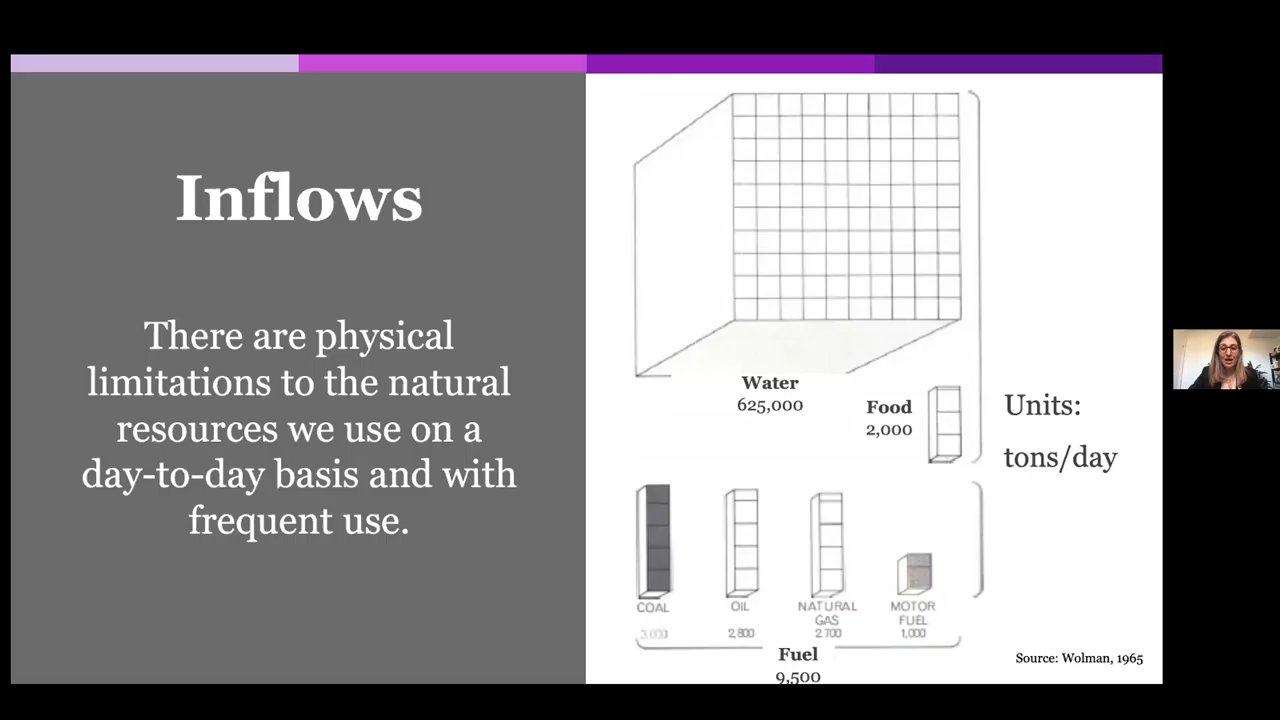 Inflows
There are physical
limitations to the natural
resources we use on a
day-to-day basis and with
frequent use.
Water
625,000
Food
2,000
Units:
tons/day
COAL
3,000
OIL
2,800
NATURAL
GAS
2 700
MOTOR
FUEL
1,000
Fuel
9,500
Source: Wolman, 1965